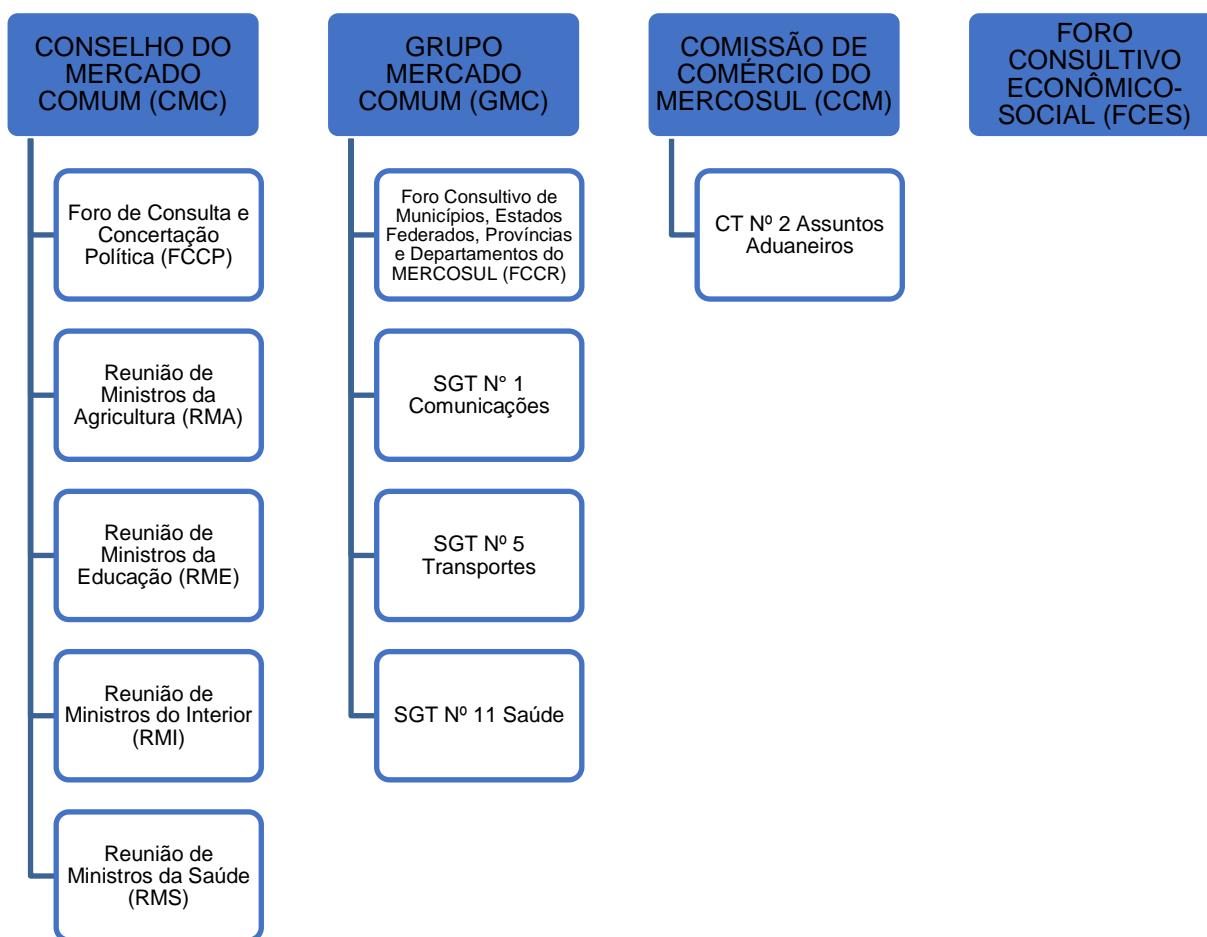 CONSELHO DO
MERCADO
COMUM (CMC)
Foro de Consulta e
Concertação
Política (FCCP)
Reunião de
Ministros da
Agricultura (RMA)
Reunião de
Ministros da
Educação (RME)
Reunião de
Ministros do Interior
(RMI)
Reunião de
Ministros da Saúde
(RMS)
GRUPO
MERCADO
COMUM (GMC)
Foro Consultivo de
Municípios, Estados
Federados, Províncias
e Departamentos do
MERCOSUL (FCCR)
SGT N° 1
Comunicações
SGT Nº 5
Transportes
SGT Nº 11 Saúde
COMISSÃO DE
COMÉRCIO DO
MERCOSUL (CCM)
CT Nº 2 Assuntos
Aduaneiros
FORO
CONSULTIVO
ECONÔMICO-
SOCIAL (FCES)